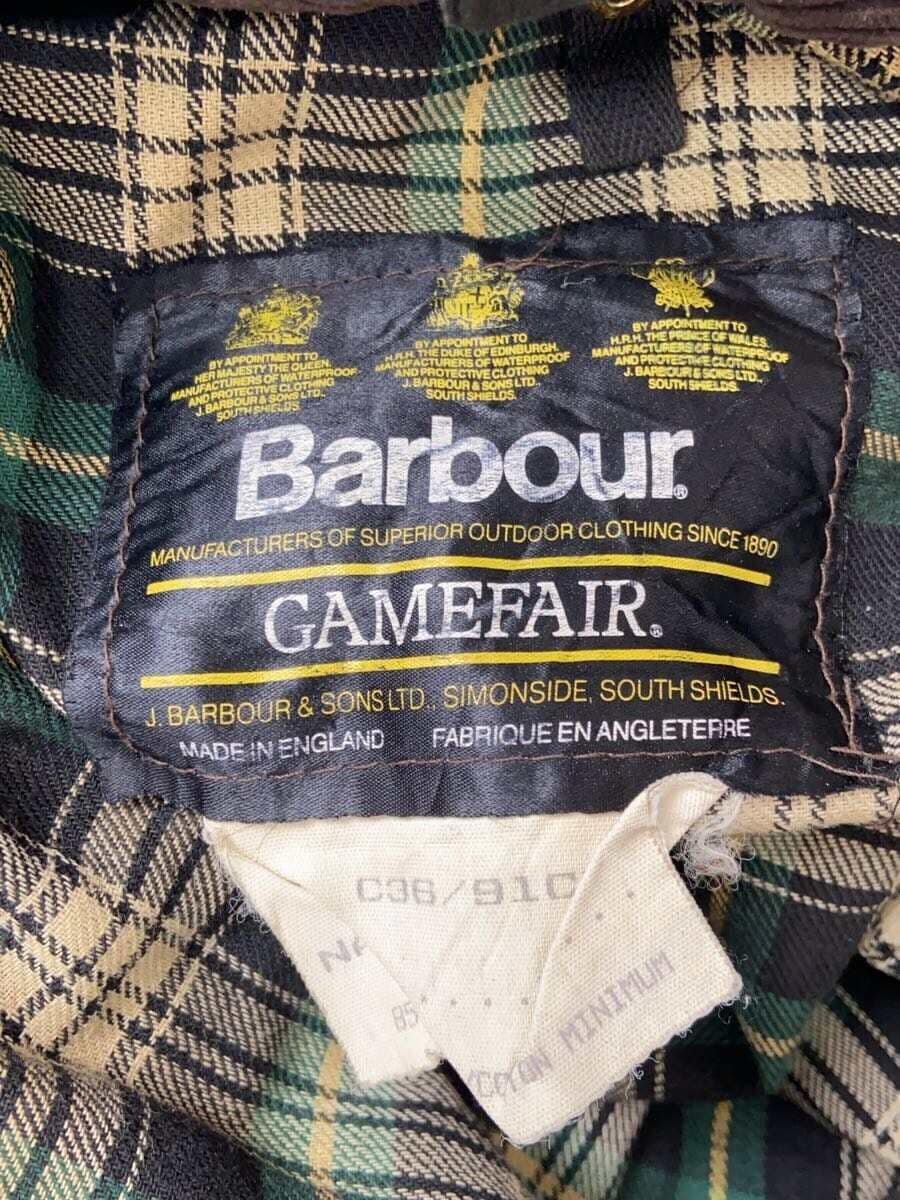 BY APPOINTMENT TO
HER MAJESTY THE QUEEN
MANUFACTURERS OF WATERPROOF
AND PROTECTIVE CLOTHING
J. BARBOUR & SONS LTD.,
SOUTH SHIELDS.
BY APPOINTMENT TO
H.R.H. THE DUKE OF EDINBURGH.
MANUFACTURERS OF WATERPROOF
AND PROTECTIVE CLOTHING
J. BARBOUR & SONS LTD.,
SOUTH SHIELDS.
BY APPOINTMENT TO
H.R.H. THE PRINCE OF WALES.
MANUFACTURERS OF WATERPROOF
AND PROTECTIVE CLOTHING
J. BARBOUR & SONS LTD.,
SOUTH SHIELDS.
Barbour®
MANUFACTURERS OF SUPERIOR OUTDOOR CLOTHING SINCE 1890
GAMEFAIR®
J. BARBOUR & SONS LTD., SIMONSIDE, SOUTH SHIELDS.
MADE IN ENGLAND FABRIQUE EN ANGLETERRE
C36/91C
85
MINIMUM